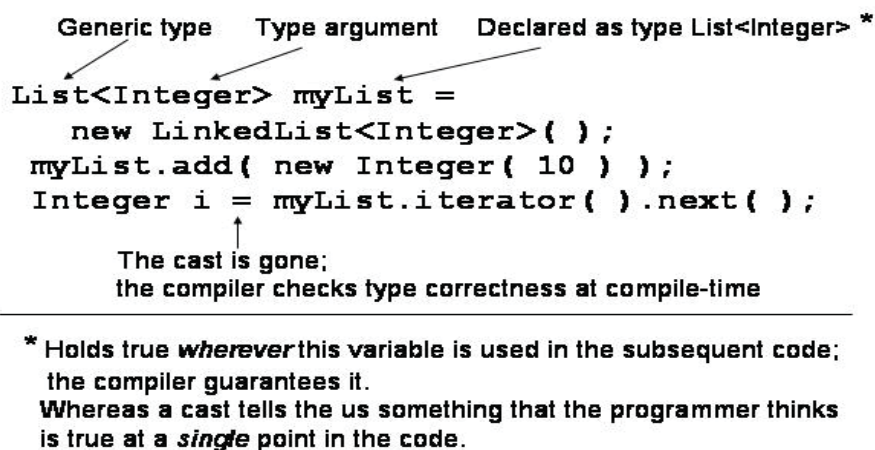 Generic type Type argument Declared as type List<Integer> *
List<Integer> myList =
new LinkedList<Integer>( );
myList.add( new Integer( 10 ) );
Integer i = myList.iterator( ).next( );
The cast is gone;
the compiler checks type correctness at compile-time
* Holds true wherever this variable is used in the subsequent code;
the compiler guarantees it.
Whereas a cast tells the us something that the programmer thinks
is true at a single point in the code.